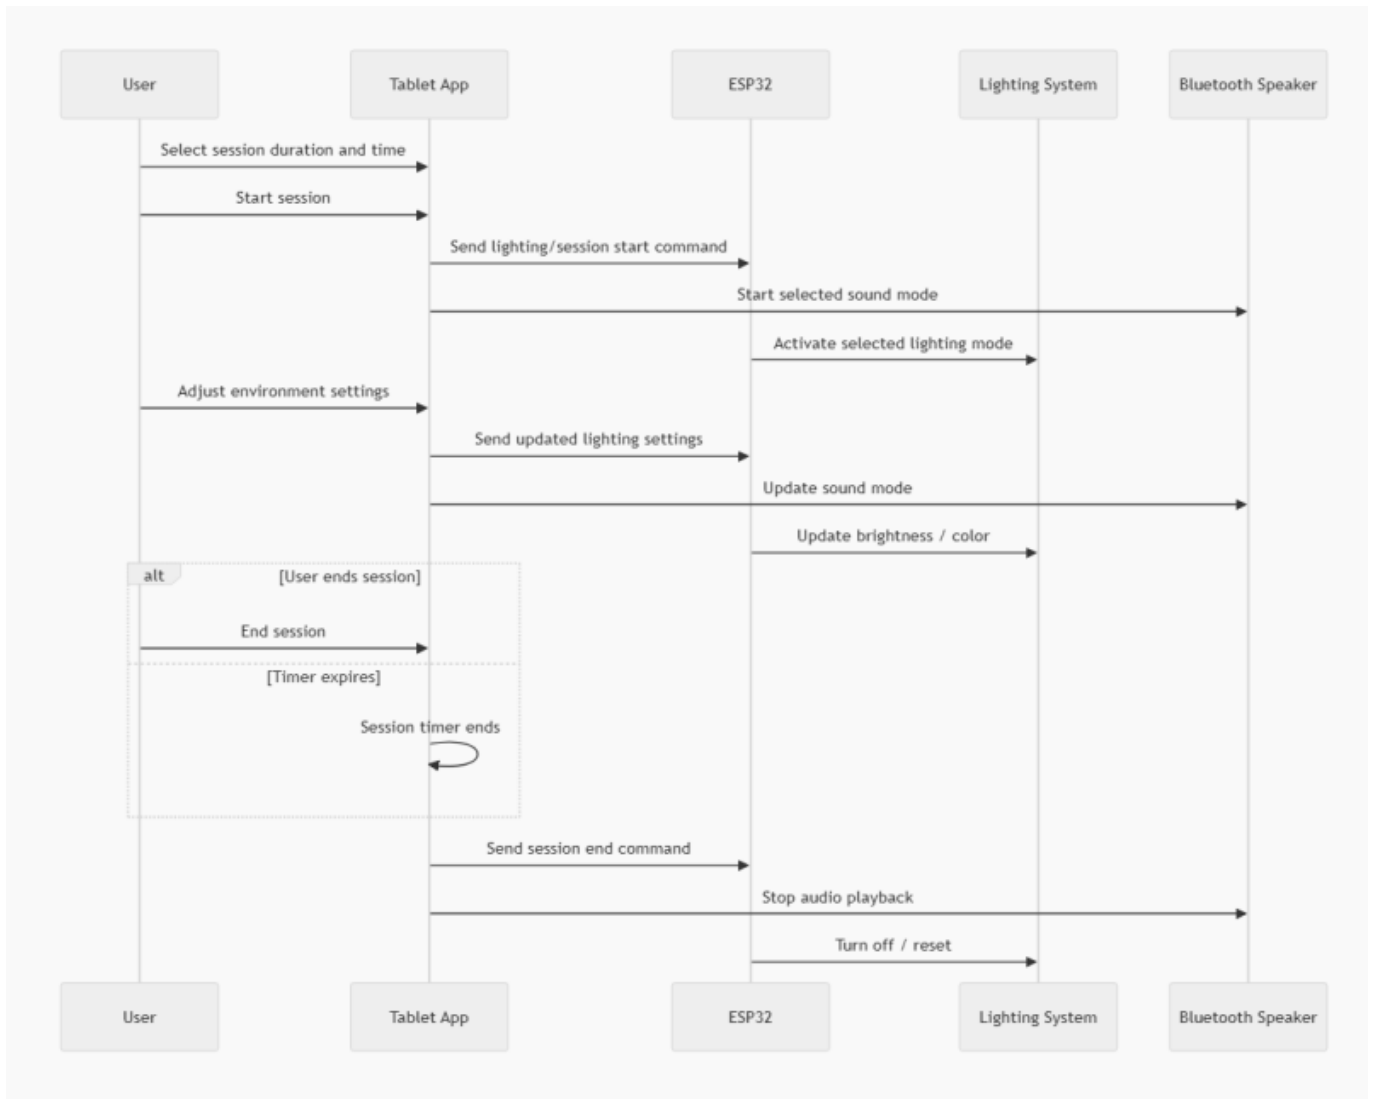 User
Tablet App
ESP32
Lighting System
Bluetooth Speaker
Select session duration and time
Start session
Send lighting/session start command
Start selected sound mode
Activate selected lighting mode
Adjust environment settings
Send updated lighting settings
Update sound mode
Update brightness / color
alt
[User ends session]
End session
[Timer expires]
Session timer ends
Send session end command
Stop audio playback
Turn off / reset
User
Tablet App
ESP32
Lighting System
Bluetooth Speaker